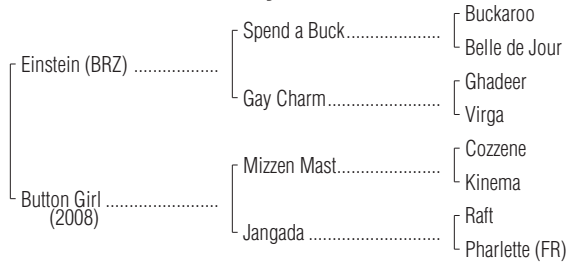 Buckaroo
Spend a Buck
Belle de Jour
Einstein (BRZ)
Ghadeer
Gay Charm
Virga
Cozzene
Mizzen Mast
Kinema
Button Girl
(2008)
Raft
Jangada
Pharlette (FR)